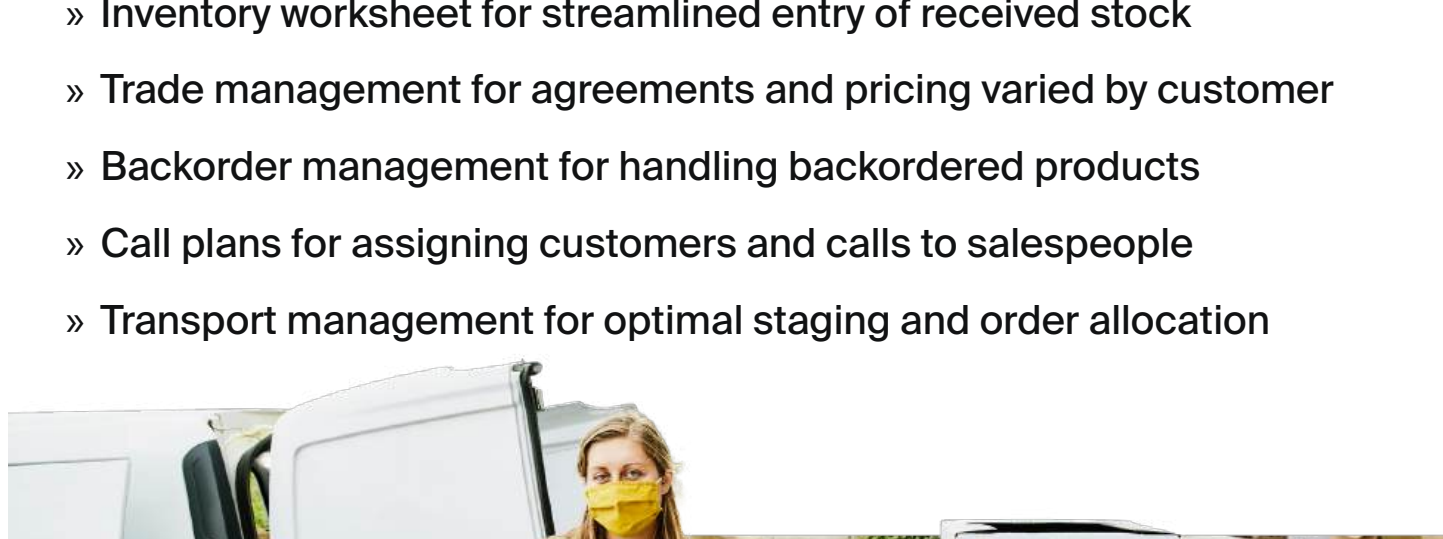 » Inventory worksheet for streamlined entry of received stock
» Trade management for agreements and pricing varied by customer
» Backorder management for handling backordered products
» Call plans for assigning customers and calls to salespeople
» Transport management for optimal staging and order allocation